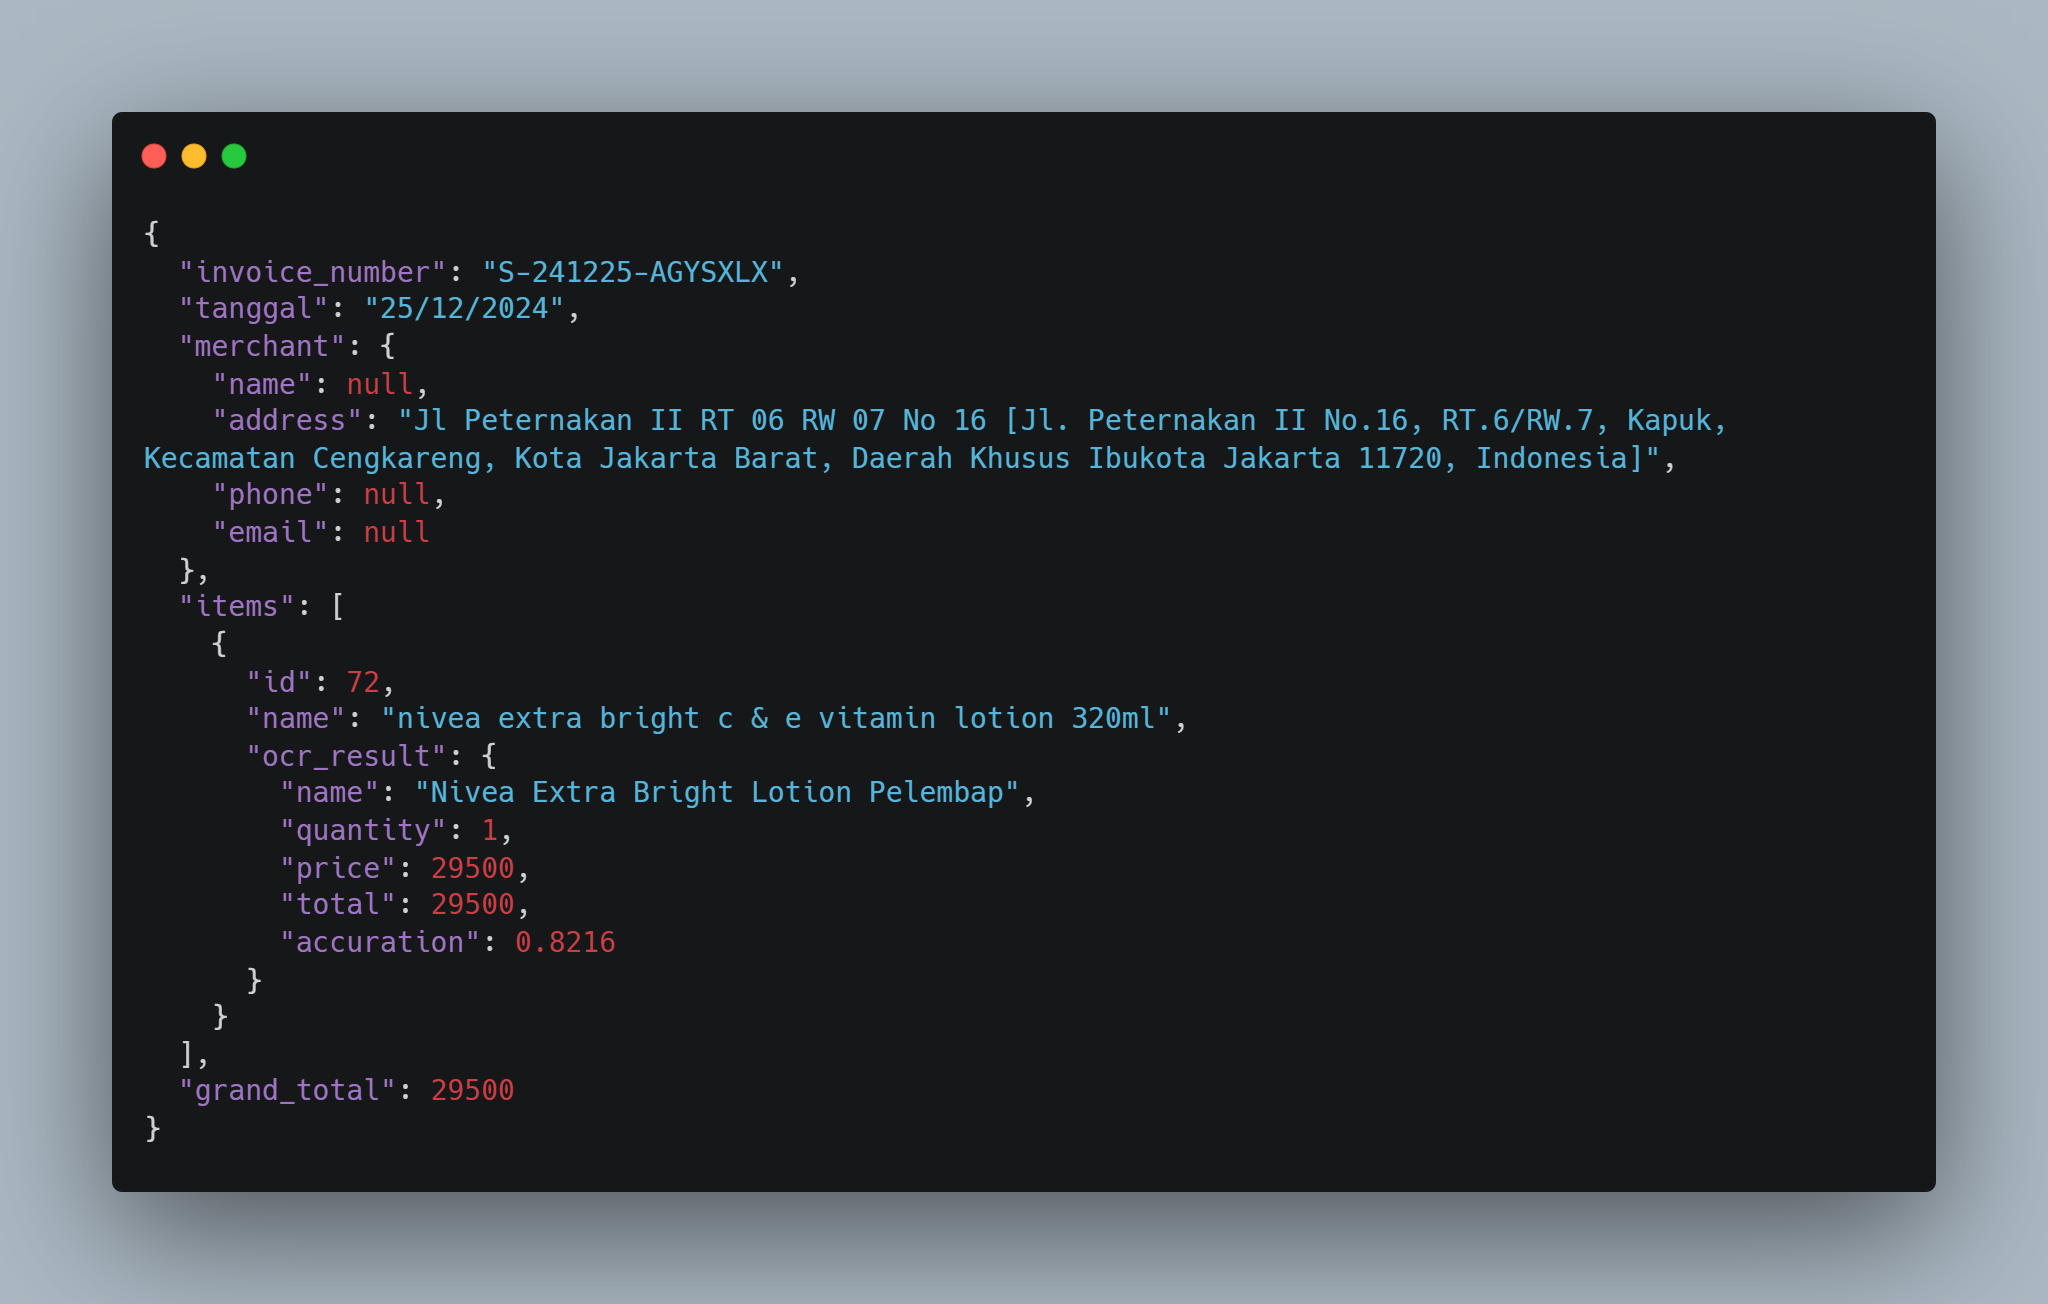 {
  "invoice_number": "S-241225-AGYSXLX",
  "tanggal": "25/12/2024",
  "merchant": {
    "name": null,
    "address": "Jl Peternakan II RT 06 RW 07 No 16 [Jl. Peternakan II No.16, RT.6/RW.7, Kapuk,
Kecamatan Cengkareng, Kota Jakarta Barat, Daerah Khusus Ibukota Jakarta 11720, Indonesia]",
    "phone": null,
    "email": null
  },
  "items": [
    {
      "id": 72,
      "name": "nivea extra bright c & e vitamin lotion 320ml",
      "ocr_result": {
        "name": "Nivea Extra Bright Lotion Pelembap",
        "quantity": 1,
        "price": 29500,
        "total": 29500,
        "accuration": 0.8216
      }
    }
  ],
  "grand_total": 29500
}